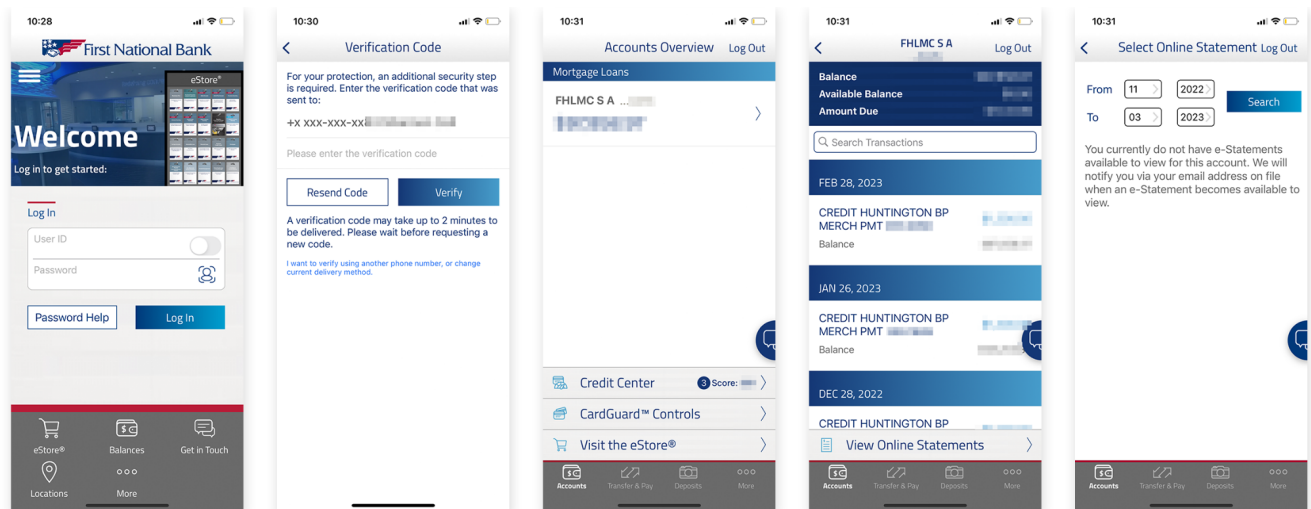 10:28
First National Bank
eStore®
Welcome
Log in to get started:
Log In
User ID
Password
Password Help
Log In
eStore®
Balances
Get in Touch
Locations
More
10:30
Verification Code
For your protection, an additional security step
is required. Enter the verification code that was
sent to:
+x xxx-xxx-xx
Please enter the verification code
Resend Code
Verify
A verification code may take up to 2 minutes to
be delivered. Please wait before requesting a
new code.
I want to verify using another phone number, or change
current delivery method.
10:31
Accounts Overview
Log Out
Mortgage Loans
FHLMC S A ...
Credit Center
3 Score:
CardGuard™ Controls
Visit the eStore®
Accounts
Transfer & Pay
Deposits
More
10:31
FHLMC S A
Log Out
Balance
Available Balance
Amount Due
Search Transactions
FEB 28, 2023
CREDIT HUNTINGTON BP
MERCH PMT
Balance
JAN 26, 2023
CREDIT HUNTINGTON BP
MERCH PMT
Balance
DEC 28, 2022
CREDIT HUNTINGTON BP
View Online Statements
Accounts
Transfer & Pay
Deposits
More
10:31
Select Online Statement
Log Out
From 11 2022
Search
To 03 2023
You currently do not have e-Statements
available to view for this account. We will
notify you via your email address on file
when an e-Statement becomes available to
view.
Accounts
Transfer & Pay
Deposits
More